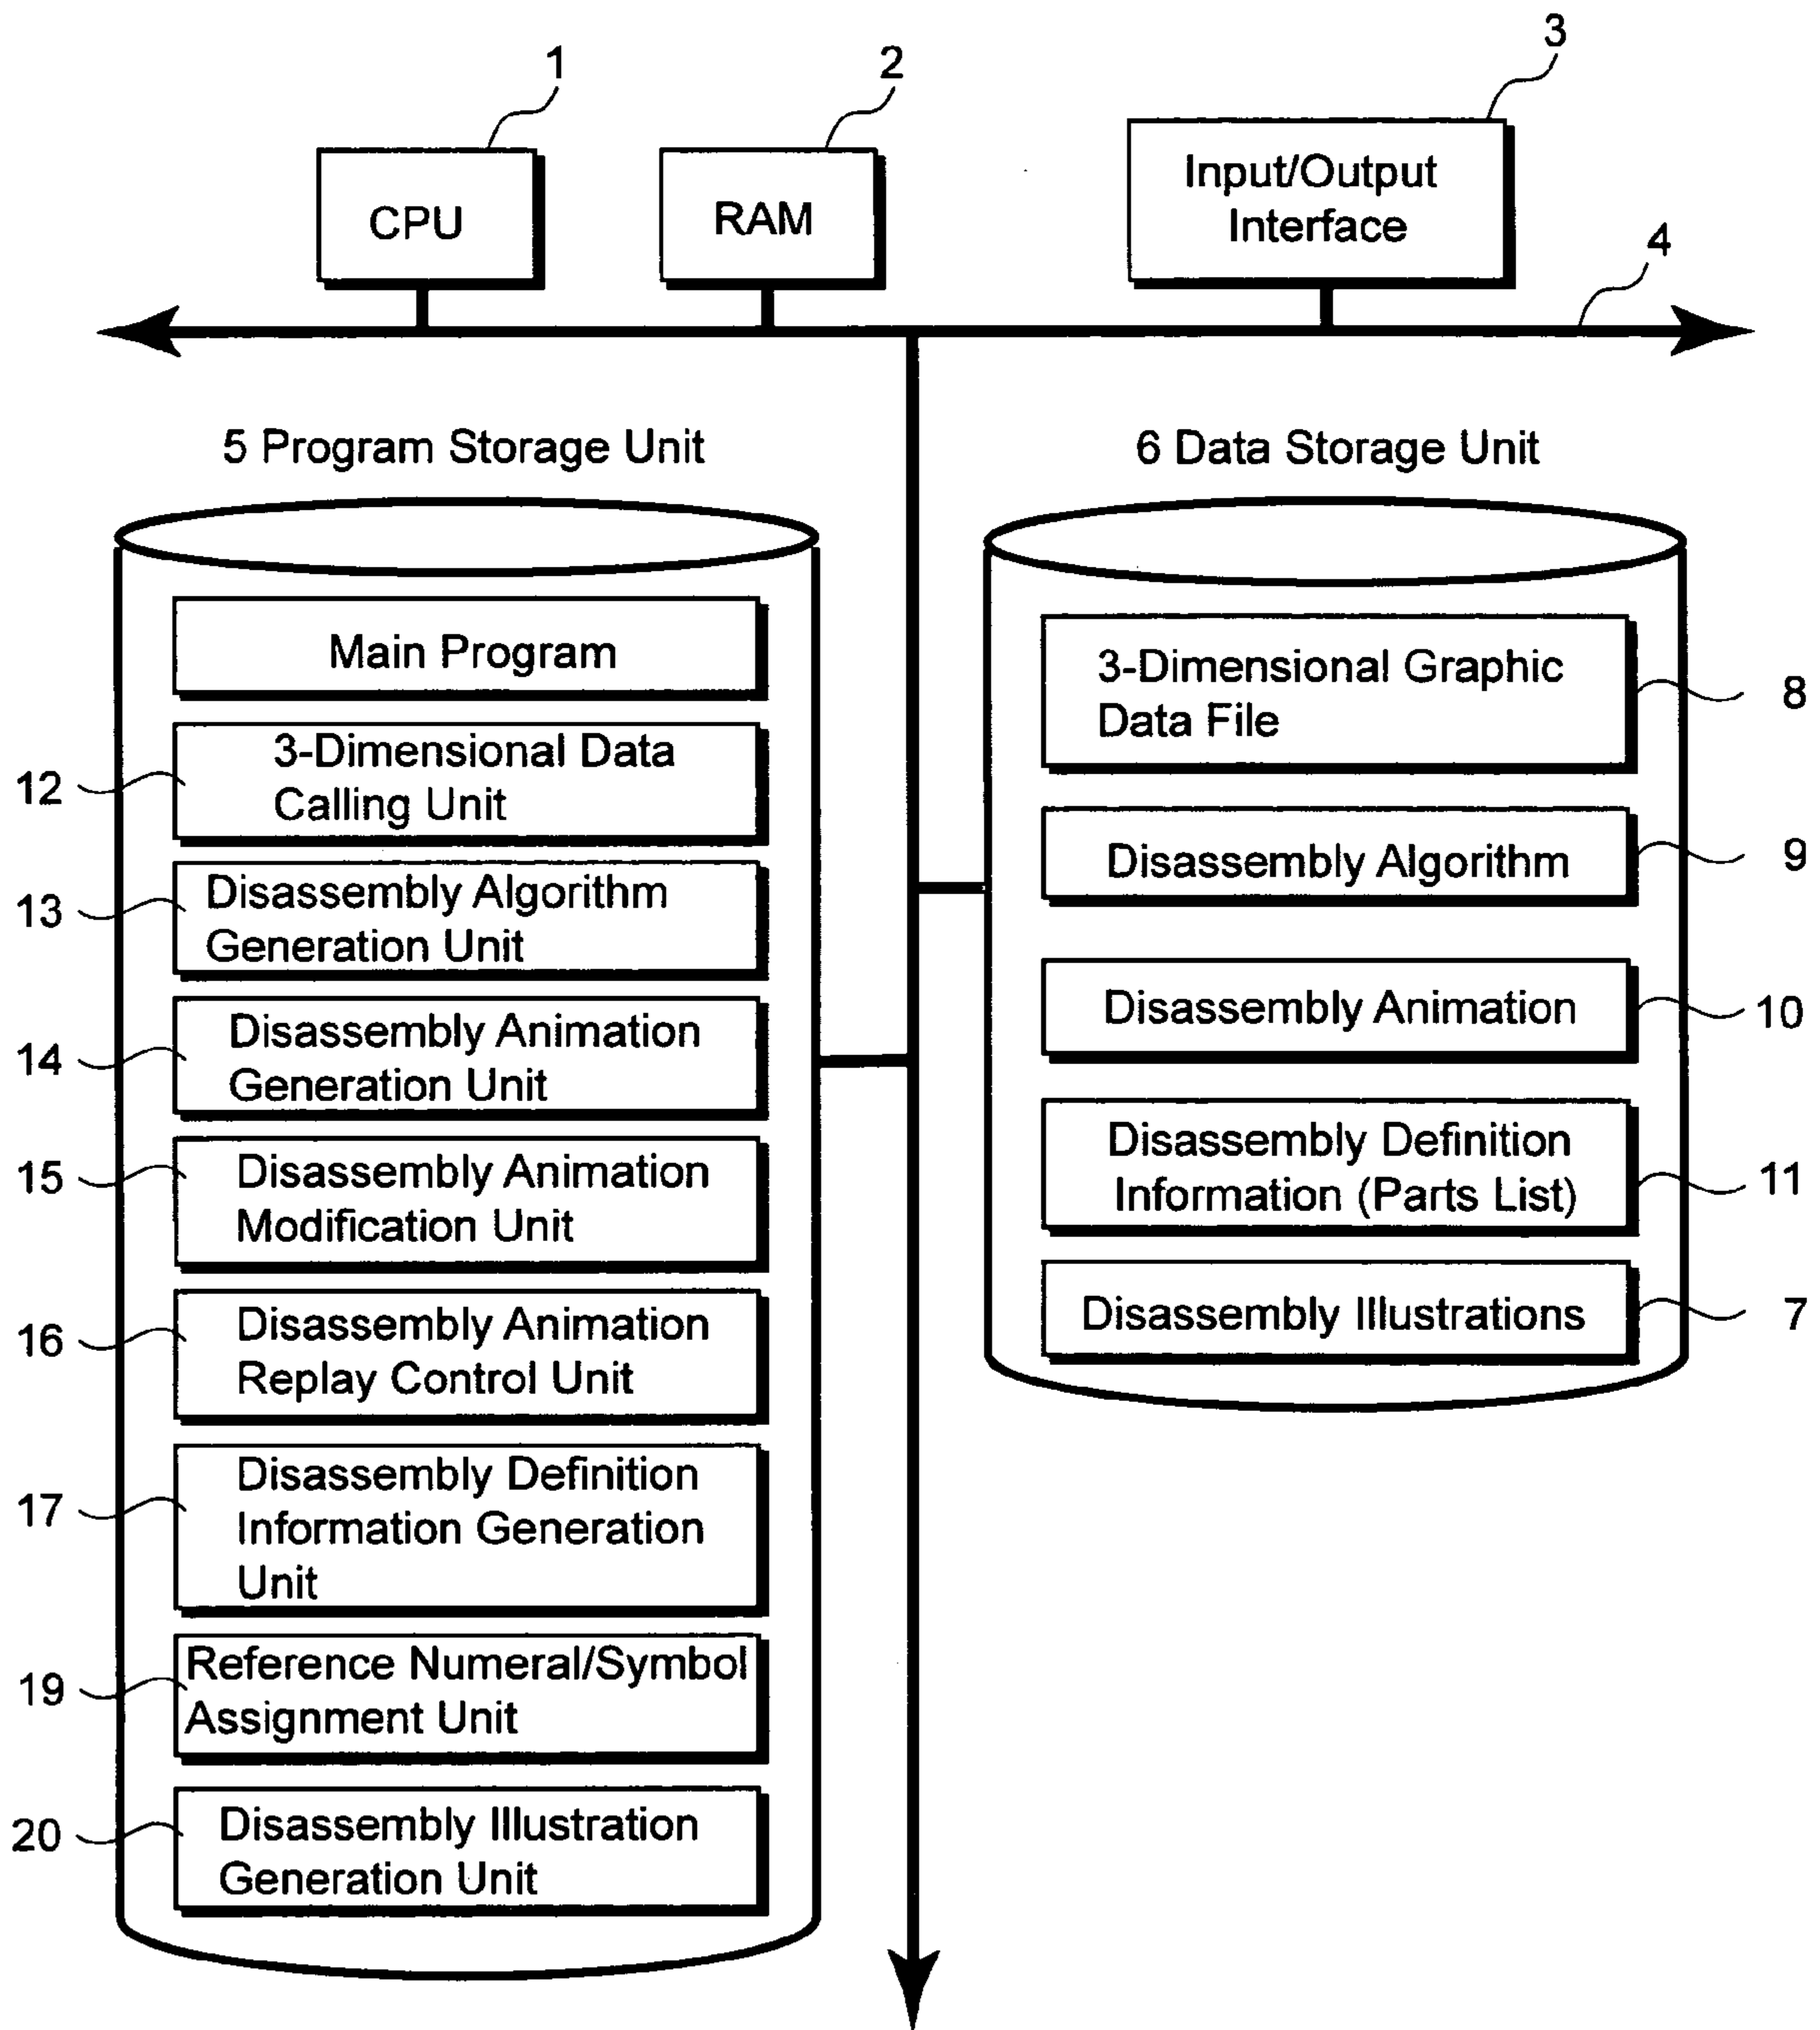 1
2
3
CPU
RAM
Input/Output
Interface
4
5 Program Storage Unit
6 Data Storage Unit
Main Program
12
3-Dimensional Data
Calling Unit
13
Disassembly Algorithm
Generation Unit
14
Disassembly Animation
Generation Unit
15
Disassembly Animation
Modification Unit
16
Disassembly Animation
Replay Control Unit
17
Disassembly Definition
Information Generation
Unit
19
Reference Numeral/Symbol
Assignment Unit
20
Disassembly Illustration
Generation Unit
3-Dimensional Graphic
Data File
8
Disassembly Algorithm
9
Disassembly Animation
10
Disassembly Definition
Information (Parts List)
11
Disassembly Illustrations
7